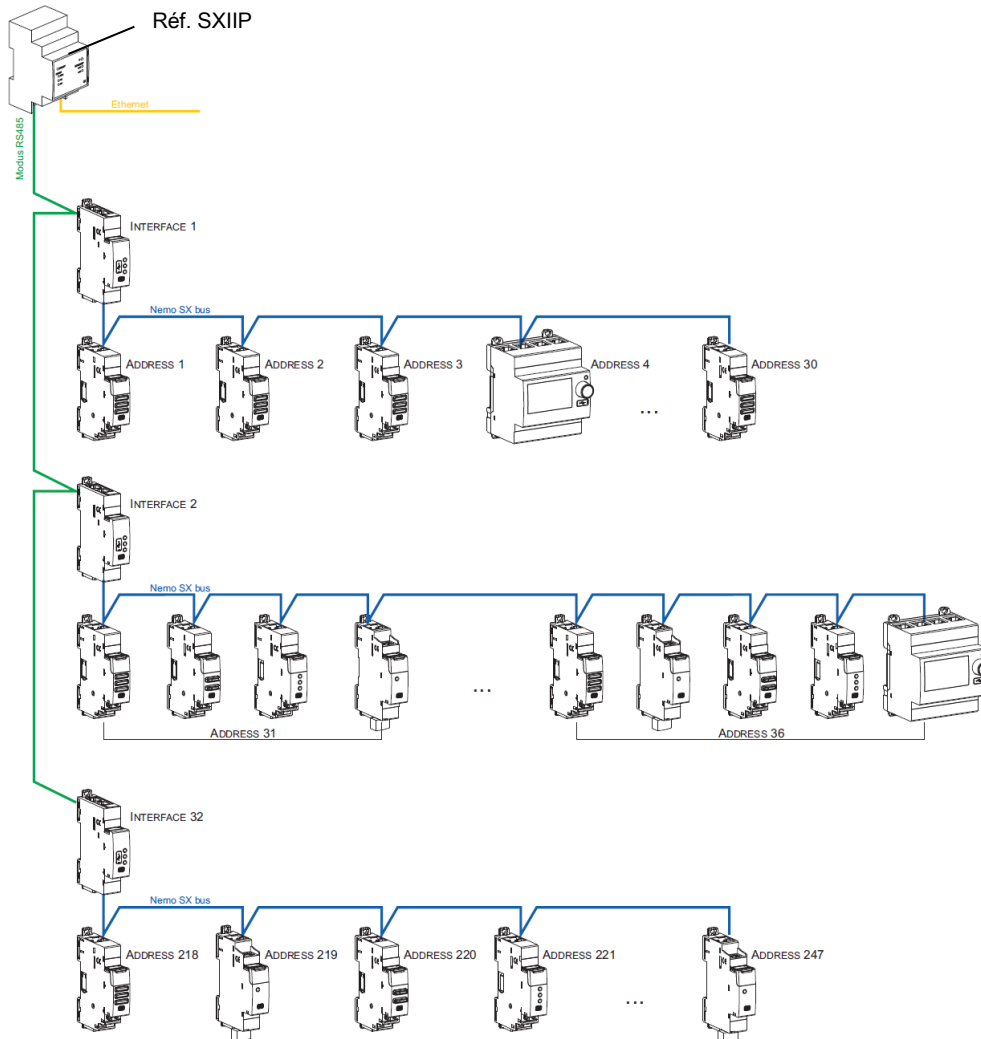 Réf. SXIIP
Ethernet
Modus RS485
INTERFACE 1
Nemo SX bus
ADDRESS 1
ADDRESS 2
ADDRESS 3
ADDRESS 4
ADDRESS 30
...
INTERFACE 2
Nemo SX bus
...
ADDRESS 31
ADDRESS 36
INTERFACE 32
Nemo SX bus
ADDRESS 218
ADDRESS 219
ADDRESS 220
ADDRESS 221
ADDRESS 247
...